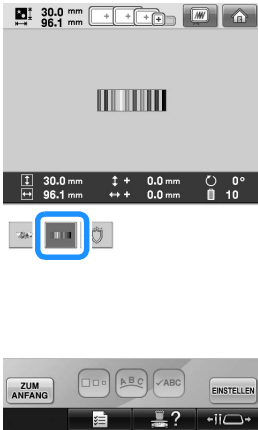 30.0 mm
96.1 mm
30.0 mm + 0.0 mm 0°
96.1 mm + 0.0 mm 10
ABC ABC
ZUM
ANFANG
EINSTELLEN
?